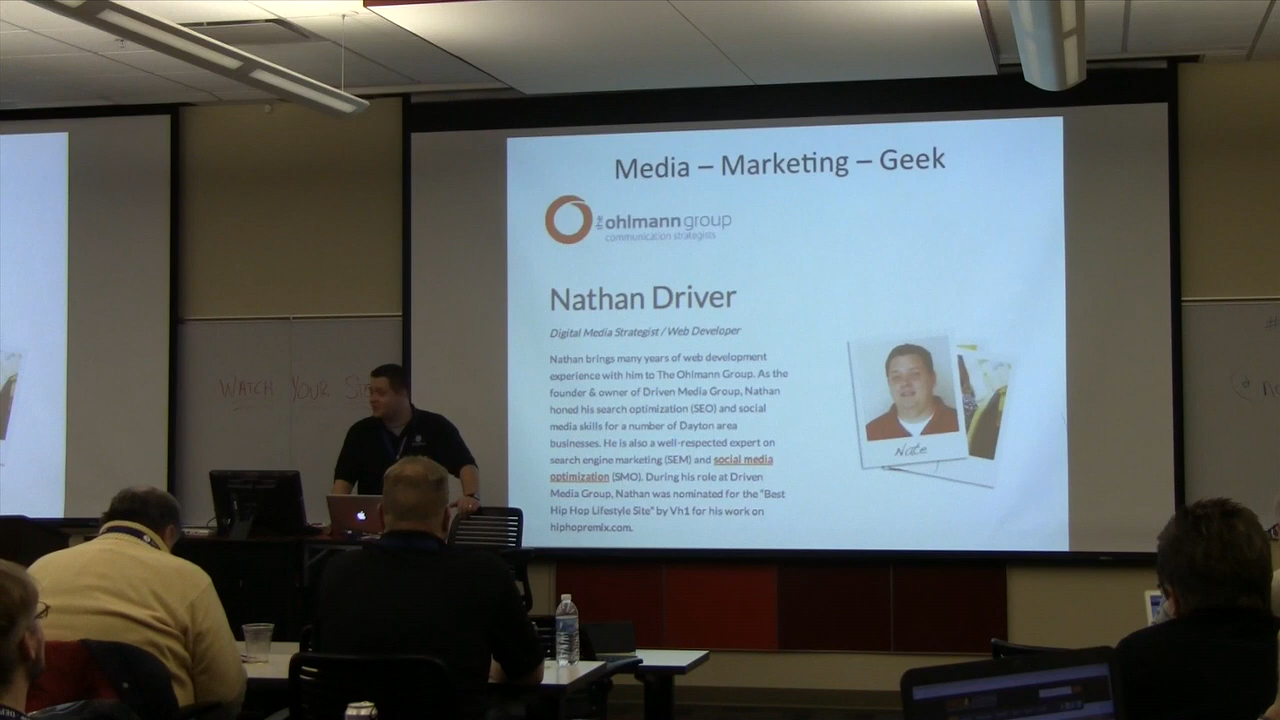 Media – Marketing – Geek
the ohlmann group
communication strategists
Nathan Driver
Digital Media Strategist / Web Developer
Nathan brings many years of web development
experience with him to The Ohlmann Group. As the
founder & owner of Driven Media Group, Nathan
honed his search optimization (SEO) and social
media skills for a number of Dayton area
businesses. He is also a well-respected expert on
search engine marketing (SEM) and social media
optimization (SMO). During his role at Driven
Media Group, Nathan was nominated for the "Best
Hip Hop Lifestyle Site" by Vh1 for his work on
hiphopremix.com.
Nate
WATCH YOUR